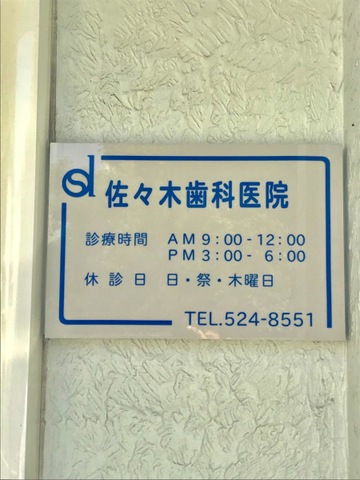 佐々木歯科医院
診療時間 AM9:00-12:00
PM3:00- 6:00
休診日 日・祭・木曜日
TEL.524-8551